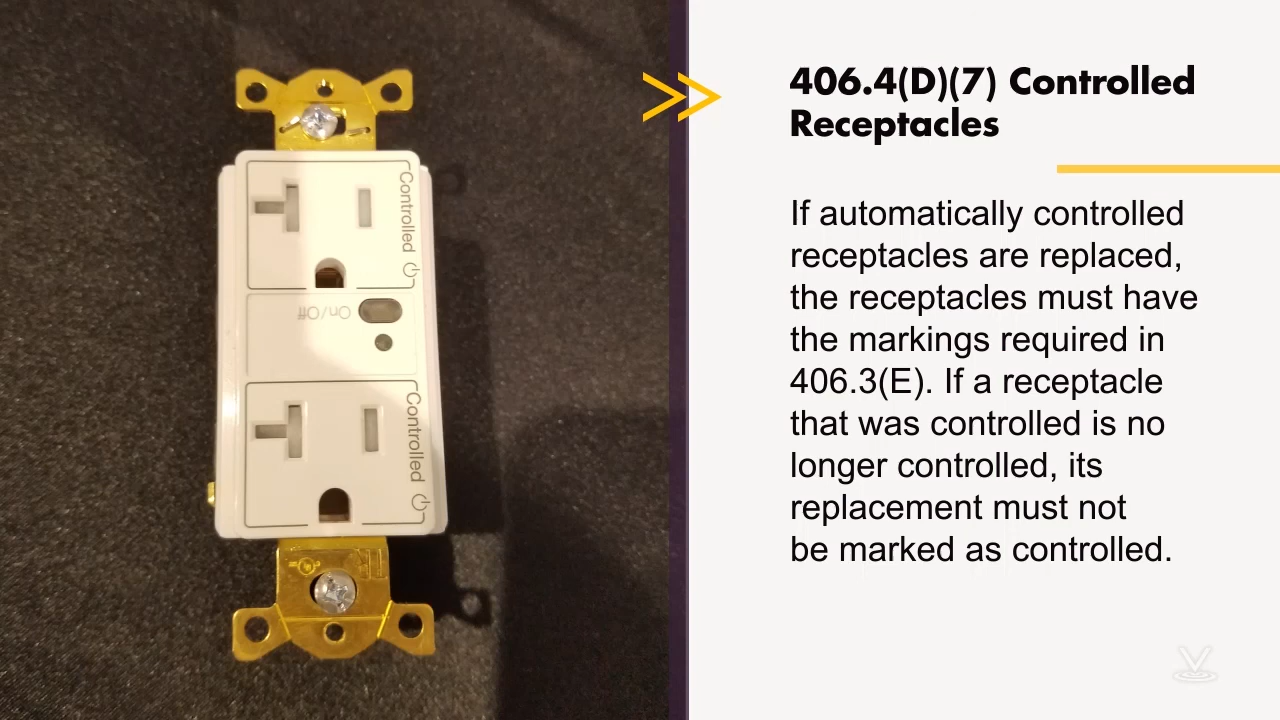 Controlled
On/Off
Controlled
406.4(D)(7) Controlled
Receptacles
If automatically controlled
receptacles are replaced,
the receptacles must have
the markings required in
406.3(E). If a receptacle
that was controlled is no
longer controlled, its
replacement must not
be marked as controlled.